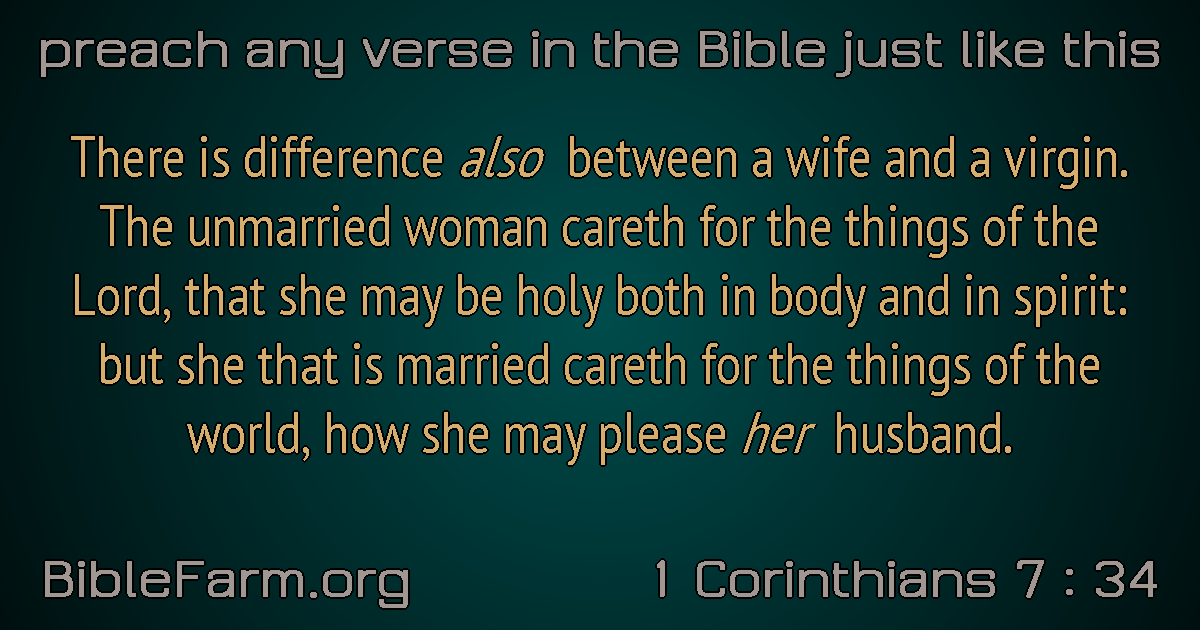 preach any verse in the Bible just like this
There is difference also between a wife and a virgin.
The unmarried woman careth for the things of the
Lord, that she may be holy both in body and in spirit:
but she that is married careth for the things of the
world, how she may please her husband.
BibleFarm.org
1 Corinthians 7 : 34